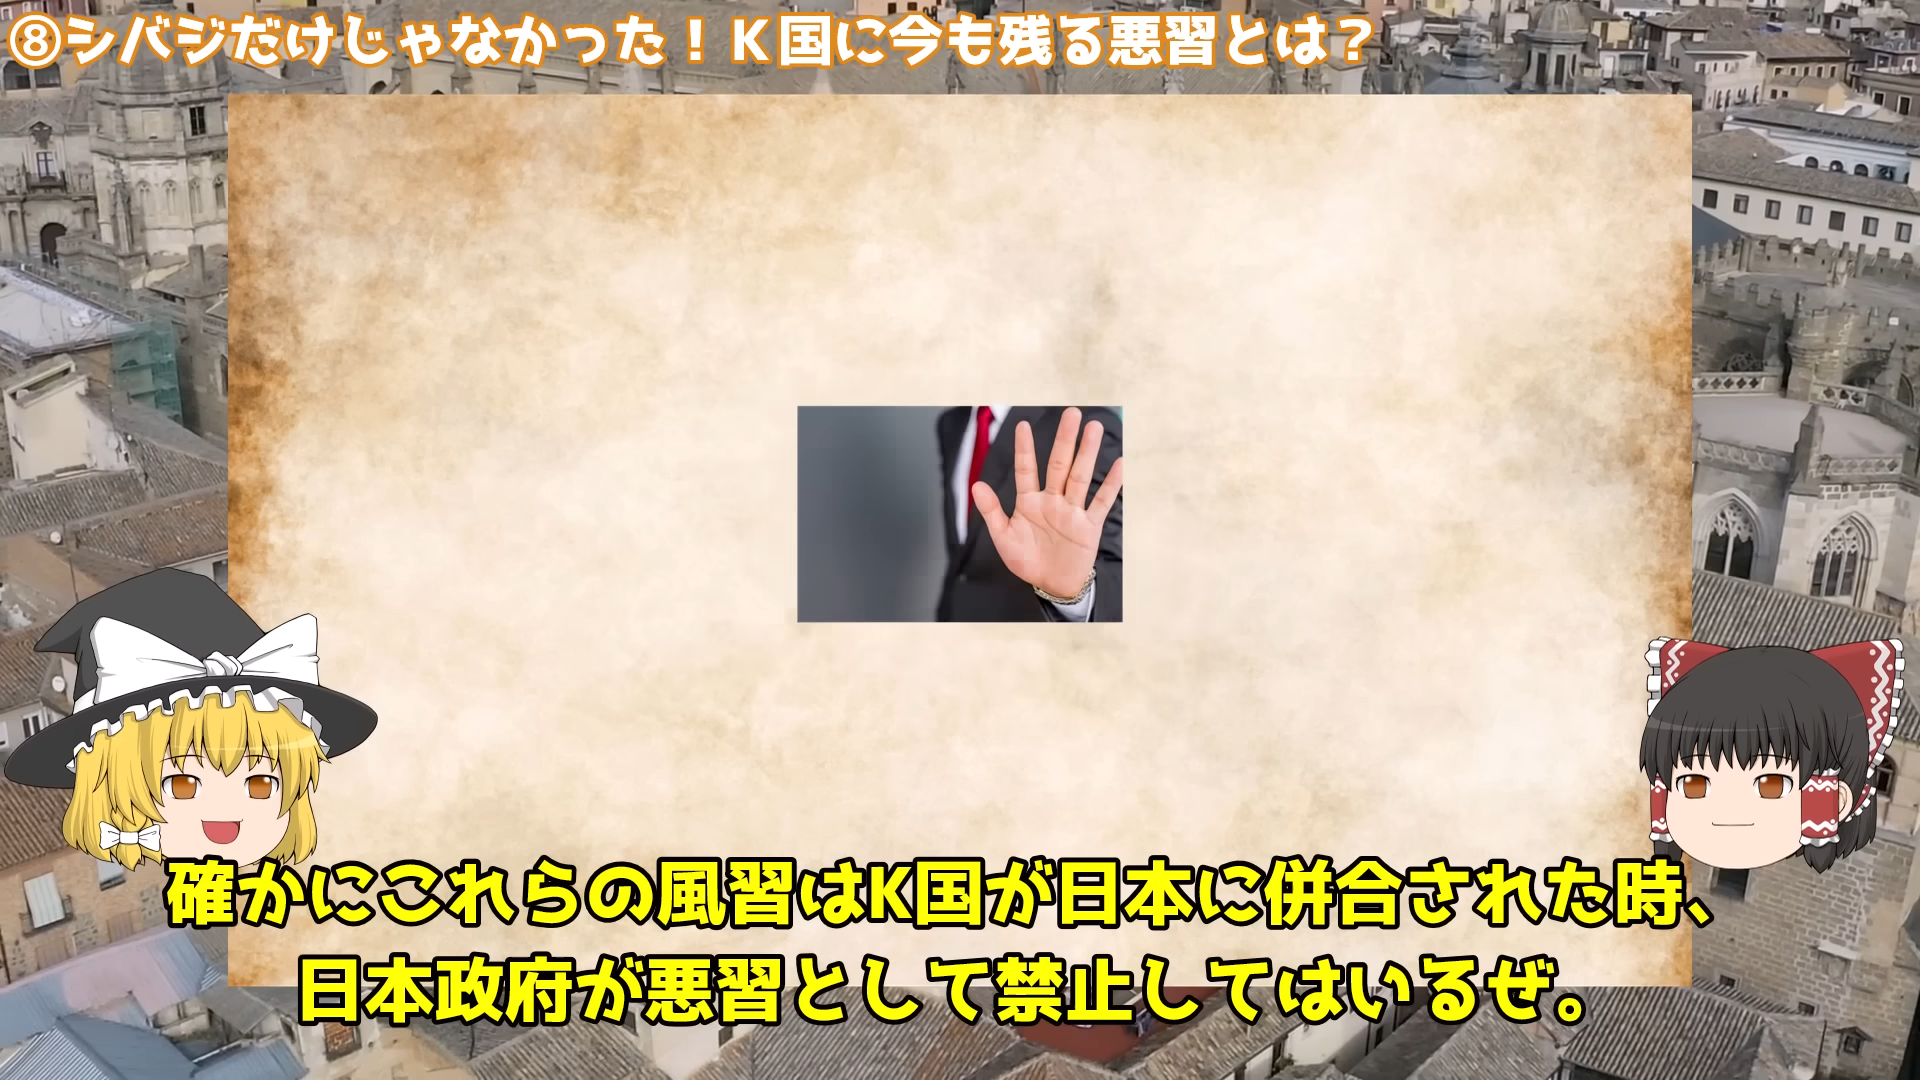 ⑧シバジだけじゃなかった！Ｋ国に今も残る悪習とは？
確かにこれらの風習はK国が日本に併合された時、
日本政府が悪習として禁止してはいるぜ。